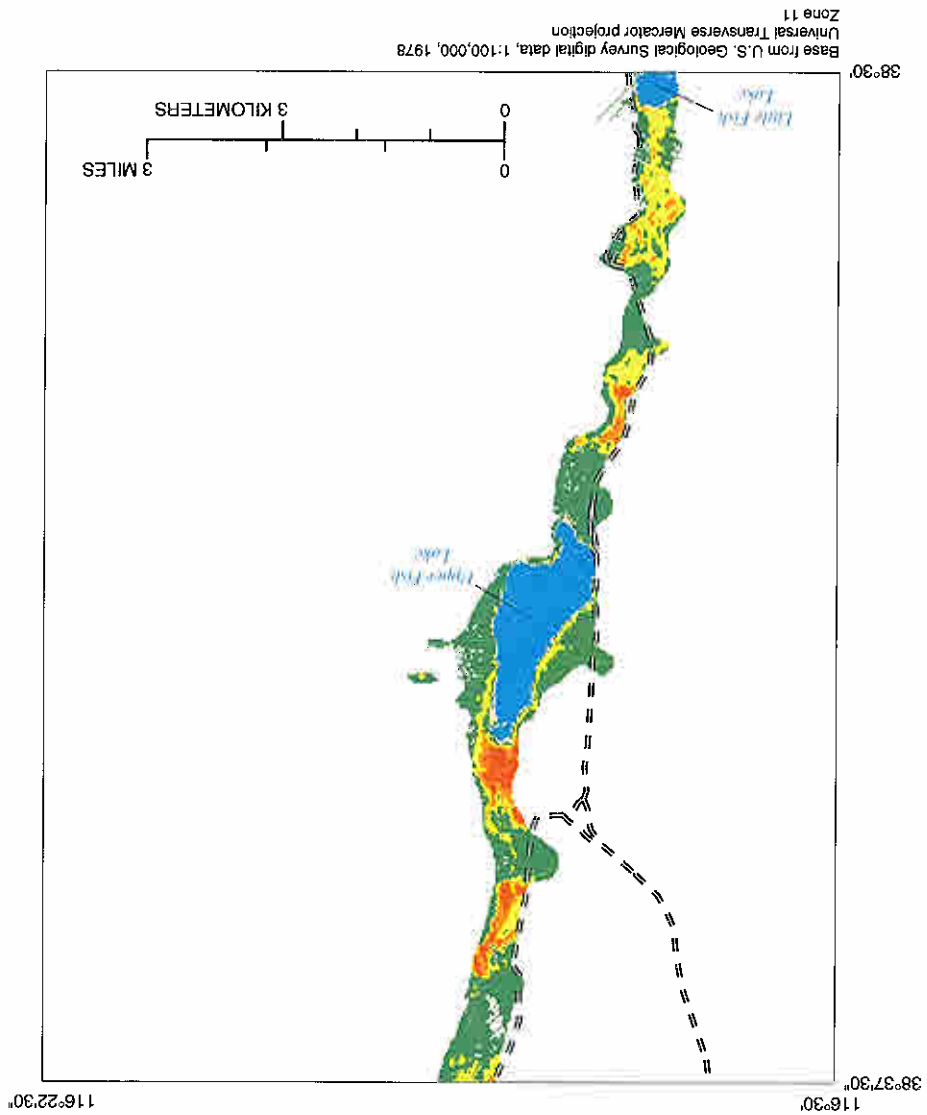 116°30'
116°22'30"
38°37'30"
Upper Fish
Lake
0 3 MILES
0 3 KILOMETERS
Little Fish
Lake
38°30'
Base from U.S. Geological Survey digital data, 1:100,000, 1978
Universal Transverse Mercator projection
Zone 11